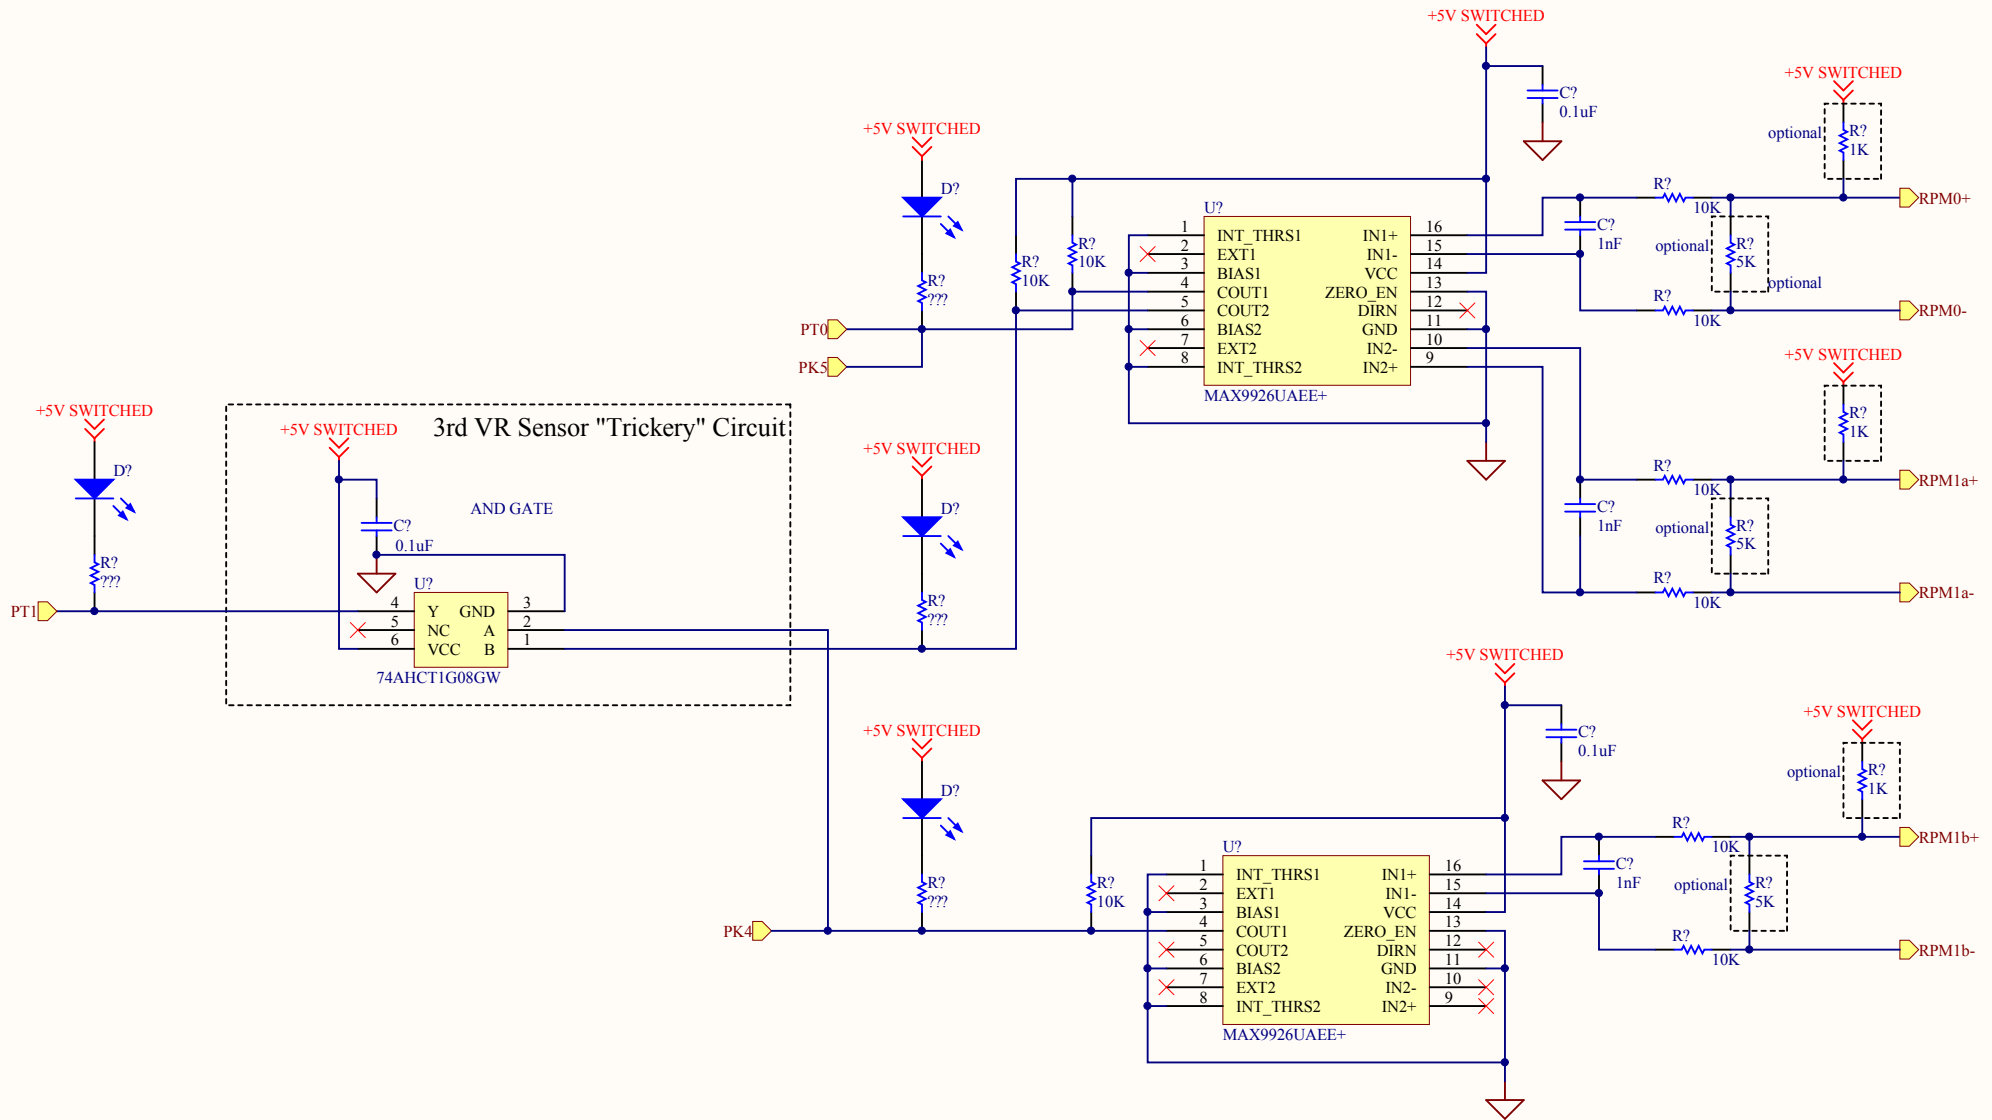 +5V SWITCHED
C?
0.1uF
+5V SWITCHED
optional
R?
1K
RPM0+
R?
10K
C?
1nF
optional
R?
5K
optional
R?
10K
RPM0-
+5V SWITCHED
D?
R?
???
R?
10K
R?
10K
PT0
PK5
U?
1 INT_THRS1 IN1+ 16
2 EXT1 IN1- 15
3 BIAS1 VCC 14
4 COUT1 ZERO_EN 13
5 COUT2 DIRN 12
6 BIAS2 GND 11
7 EXT2 IN2- 10
8 INT_THRS2 IN2+ 9
MAX9926UAEE+
+5V SWITCHED
R?
1K
RPM1a+
R?
10K
C?
1nF
optional
R?
5K
R?
10K
RPM1a-
+5V SWITCHED
D?
R?
???
PT1
3rd VR Sensor "Trickery" Circuit
+5V SWITCHED
AND GATE
C?
0.1uF
U?
4 Y GND 3
5 NC A 2
6 VCC B 1
74AHCT1G08GW
+5V SWITCHED
D?
R?
???
+5V SWITCHED
D?
R?
???
PK4
R?
10K
+5V SWITCHED
C?
0.1uF
U?
1 INT_THRS1 IN1+ 16
2 EXT1 IN1- 15
3 BIAS1 VCC 14
4 COUT1 ZERO_EN 13
5 COUT2 DIRN 12
6 BIAS2 GND 11
7 EXT2 IN2- 10
8 INT_THRS2 IN2+ 9
MAX9926UAEE+
+5V SWITCHED
optional
R?
1K
RPM1b+
R?
10K
C?
1nF
optional
R?
5K
R?
10K
RPM1b-